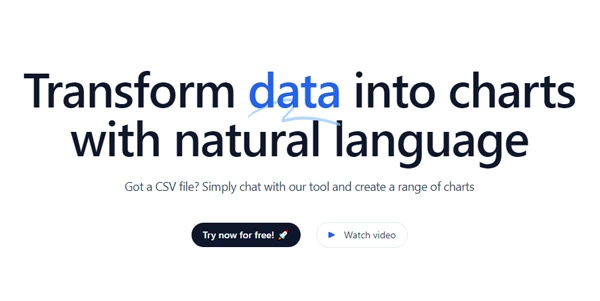 Transform data into charts
with natural language
Got a CSV file? Simply chat with our tool and create a range of charts
Try now for free! 🚀
Watch video